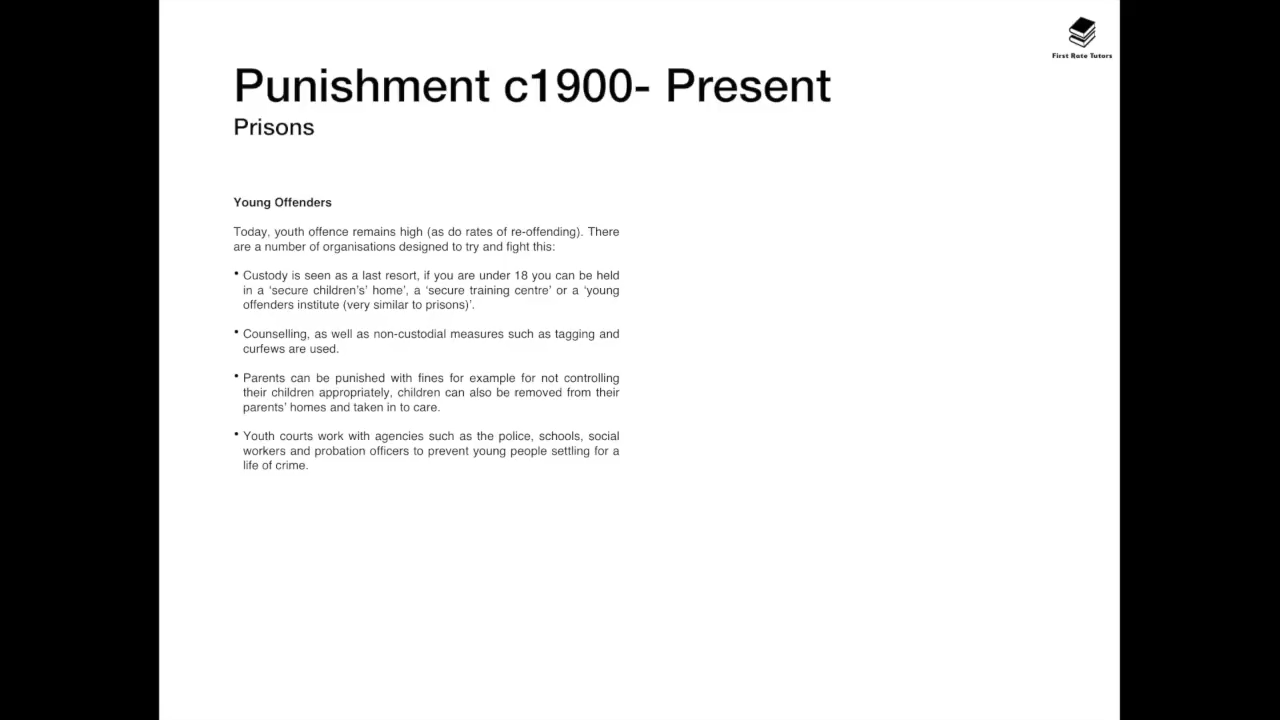 First Rate Tutors
Punishment c1900- Present
Prisons
Young Offenders
Today, youth offence remains high (as do rates of re-offending). There
are a number of organisations designed to try and fight this:
• Custody is seen as a last resort, if you are under 18 you can be held
in a ‘secure children’s’ home’, a ‘secure training centre’ or a ‘young
offenders institute (very similar to prisons)’.
• Counselling, as well as non-custodial measures such as tagging and
curfews are used.
• Parents can be punished with fines for example for not controlling
their children appropriately, children can also be removed from their
parents’ homes and taken in to care.
• Youth courts work with agencies such as the police, schools, social
workers and probation officers to prevent young people settling for a
life of crime.